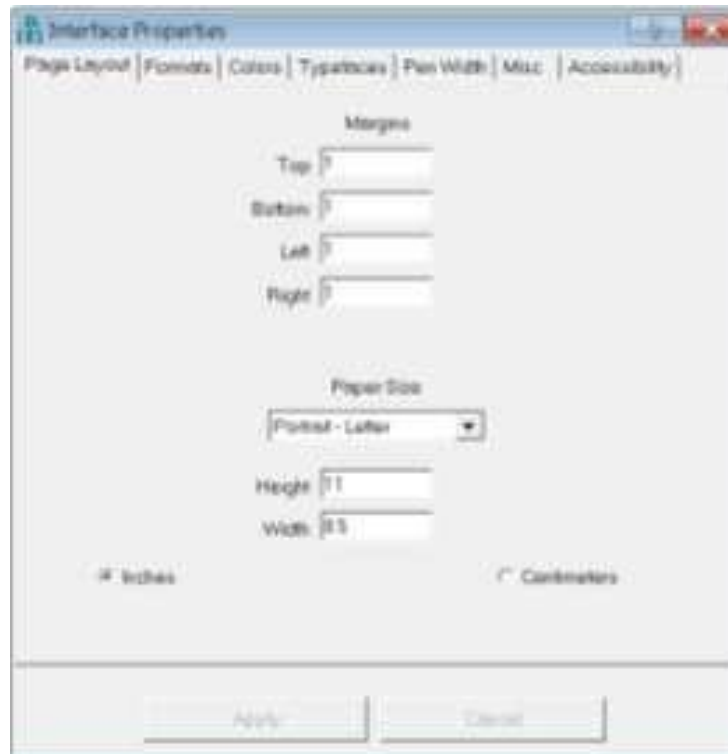 Interface Properties
Page Layout Formats Colors Typefaces Pen Width Misc Accessibility
Margins
Top 1
Bottom 1
Left 1
Right 1
Paper Size
Portrait - Letter
Height 11
Width 8.5
Inches Centimeters
Apply Cancel